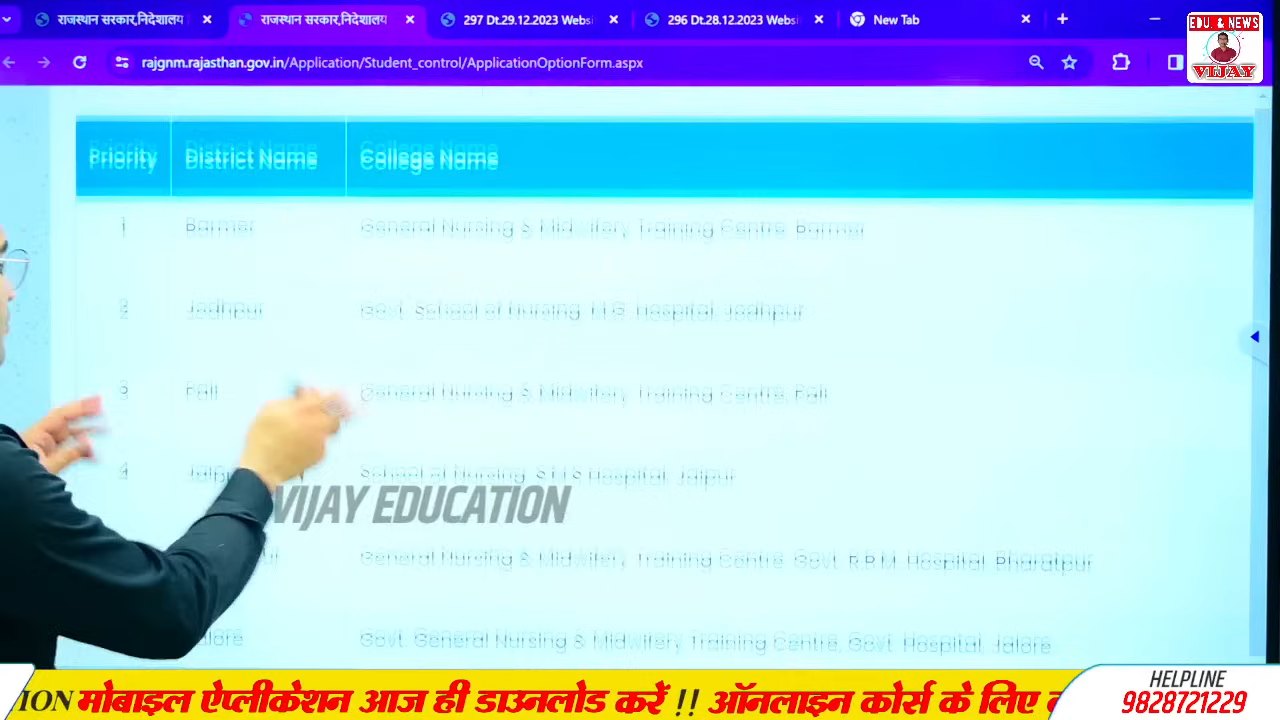 राजस्थान सरकार,निदेशालय
राजस्थान सरकार,निदेशालय
297 Dt.29.12.2023 Websi
296 Dt.28.12.2023 Websi
New Tab
EDU. & NEWS
VIJAY
rajgnm.rajasthan.gov.in/Application/Student_control/ApplicationOptionForm.aspx
Priority District Name College Name
1 Barmer General Nursing & Midwifery Training Centre, Barmer
2 Jodhpur Govt. School of Nursing, M.G. Hospital, Jodhpur
3 Pali General Nursing & Midwifery Training Centre, Pali
4 School of Nursing, S.M.S Hospital, Jaipur
VIJAY EDUCATION
General Nursing & Midwifery Training Centre, Govt. R.B.M. Hospital, Bharatpur
alore Govt. General Nursing & Midwifery Training Centre, Govt. Hospital, Jalore
ION मोबाइल ऐप्लीकेशन आज ही डाउनलोड करें !! ऑनलाइन कोर्स के लिए
HELPLINE
9828721229